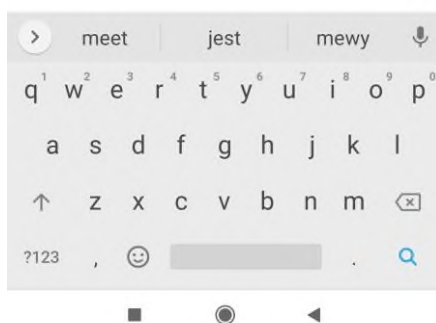 meet jest mewy
q1 w2 e3 r4 t5 y6 u7 i8 o9 p0
a s d f g h j k l
z x c v b n m
?123 , .